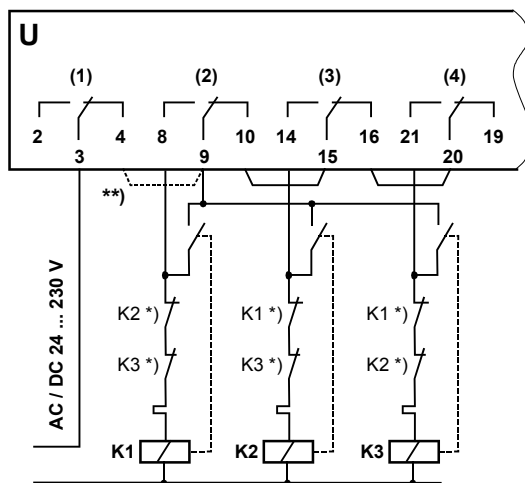 U
(1) (2) (3) (4)
2 4 8 10 14 16 21 19
3 9 15 20
**)
AC / DC 24 ... 230 V
K2 *) K1 *) K1 *)
K3 *) K3 *) K2 *)
K1 K2 K3